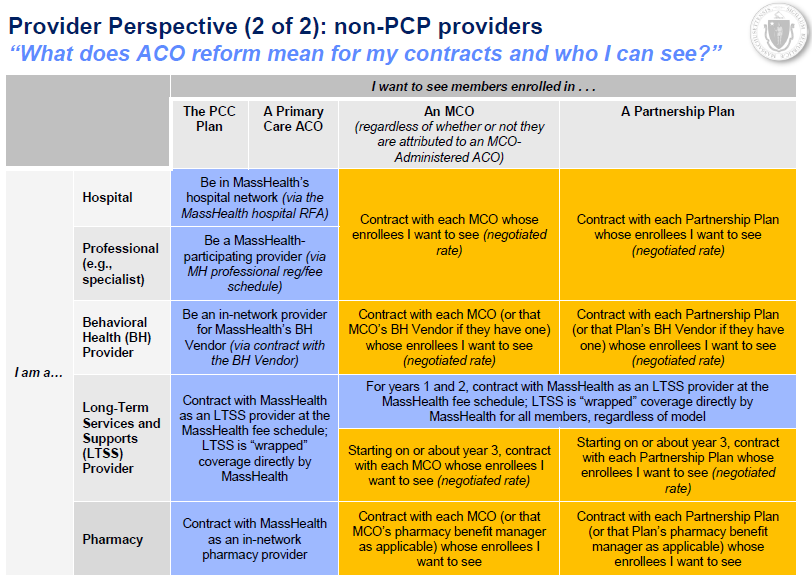 Provider Perspective (2 of 2): non-PCP providers
“What does ACO reform mean for my contracts and who I can see?”
I want to see members enrolled in . . .
The PCC
Plan
A Primary
Care ACO
An MCO
(regardless of whether or not they
are attributed to an MCO-
Administered ACO)
A Partnership Plan
I am a…
Hospital
Be in MassHealth’s
hospital network (via the
MassHealth hospital RFA)
Contract with each MCO whose
enrollees I want to see (negotiated
rate)
Contract with each Partnership Plan
whose enrollees I want to see
(negotiated rate)
Professional
(e.g.,
specialist)
Be a MassHealth-
participating provider (via
MH professional reg/fee
schedule)
Behavioral
Health (BH)
Provider
Be an in-network provider
for MassHealth’s BH
Vendor (via contract with
the BH Vendor)
Contract with each MCO (or that
MCO’s BH Vendor if they have one)
whose enrollees I want to see
(negotiated rate)
Contract with each Partnership Plan
(or that Plan’s BH Vendor if they have
one) whose enrollees I want to see
(negotiated rate)
Long-Term
Services and
Supports
(LTSS)
Provider
Contract with MassHealth
as an LTSS provider at the
MassHealth fee schedule;
LTSS is “wrapped”
coverage directly by
MassHealth
For years 1 and 2, contract with MassHealth as an LTSS provider at the
MassHealth fee schedule; LTSS is “wrapped” coverage directly by
MassHealth for all members, regardless of model
Starting on or about year 3, contract
with each MCO whose enrollees I
want to see (negotiated rate)
Starting on or about year 3, contract
with each Partnership Plan whose
enrollees I want to see (negotiated
rate)
Pharmacy
Contract with MassHealth
as an in-network
pharmacy provider
Contract with each MCO (or that
MCO’s pharmacy benefit manager
as applicable) whose enrollees I
want to see
Contract with each Partnership Plan
(or that Plan’s pharmacy benefit
manager as applicable) whose
enrollees I want to see